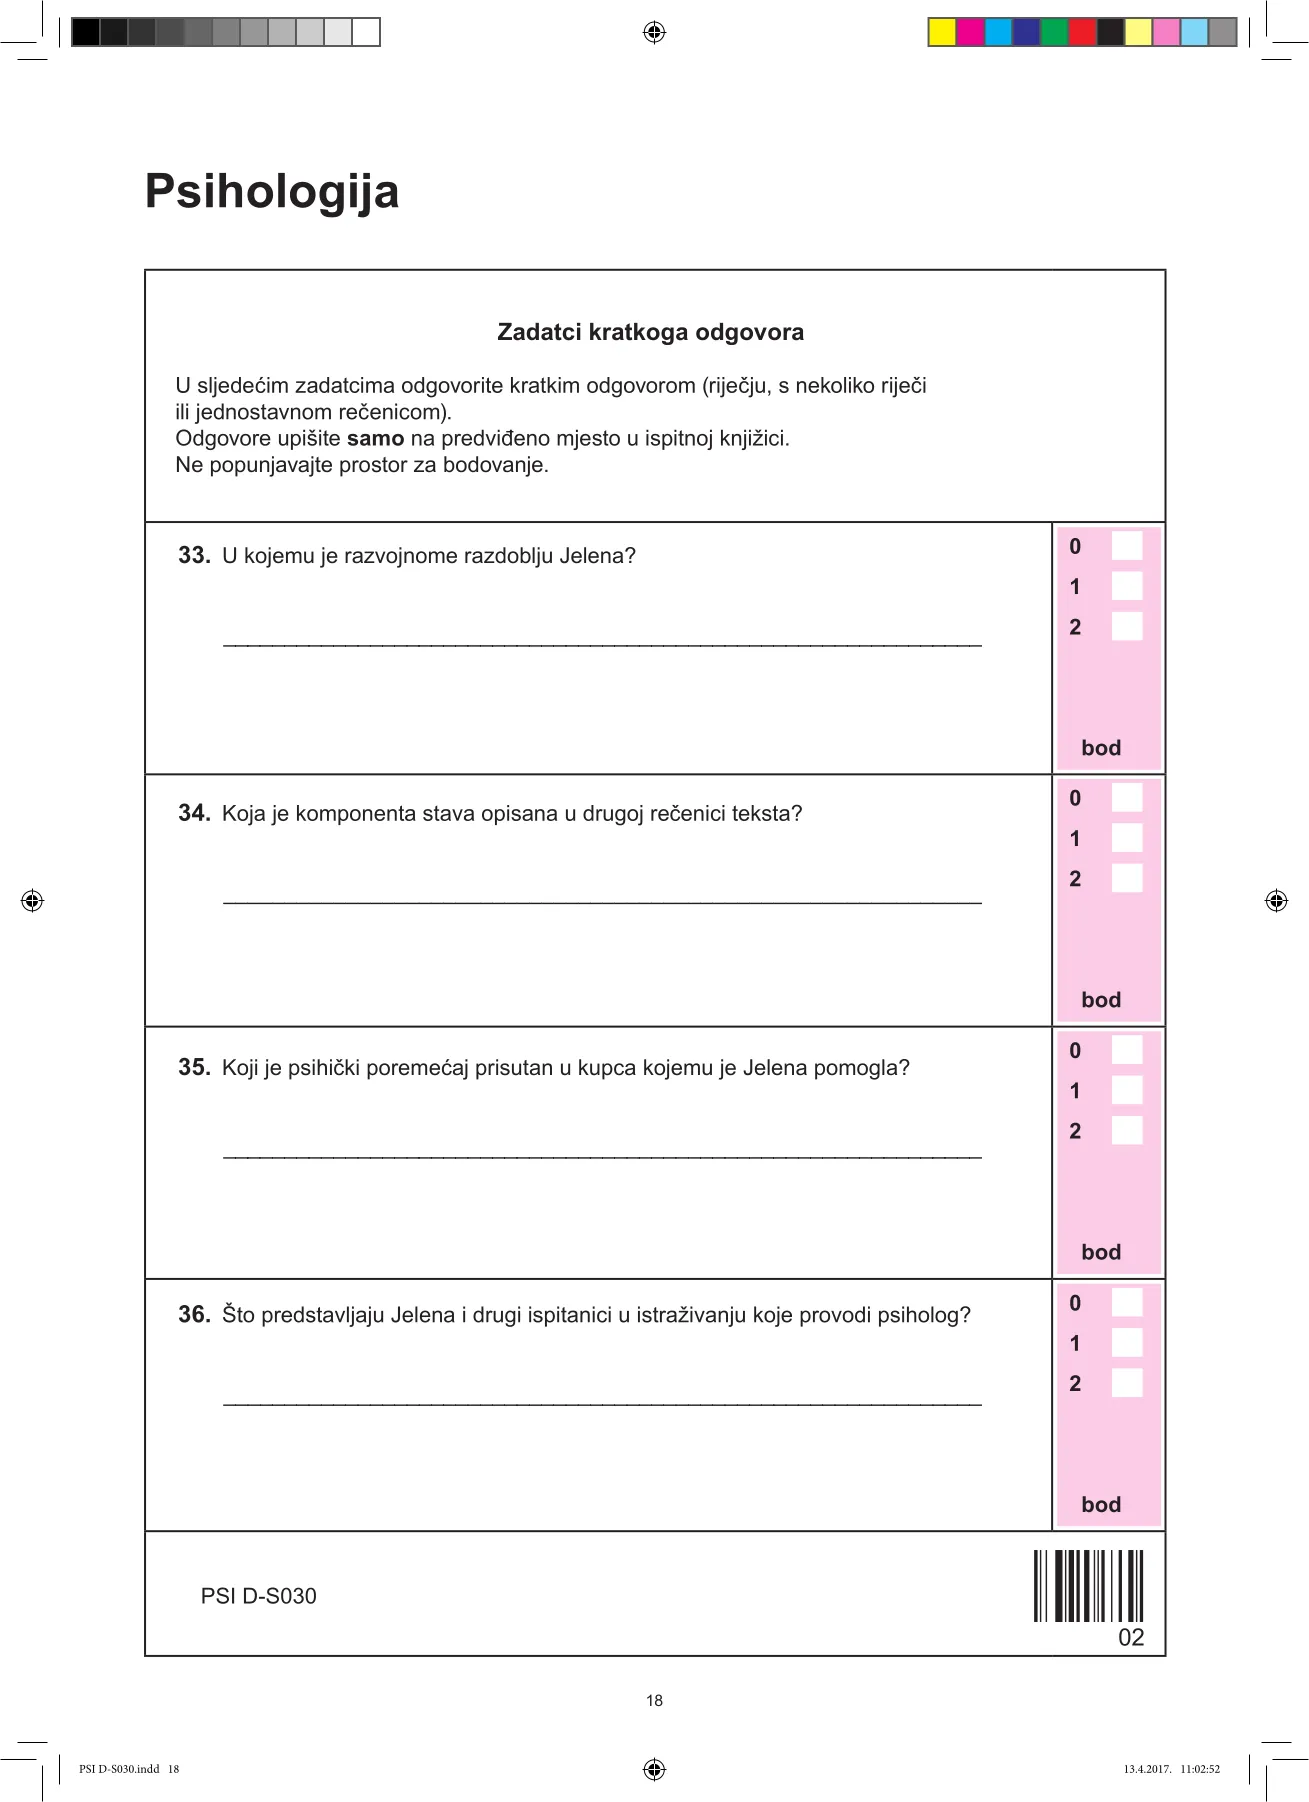 Psihologija
Zadatci kratkoga odgovora
U sljedećim zadatcima odgovorite kratkim odgovorom (riječju, s nekoliko riječi
ili jednostavnom rečenicom).
Odgovore upišite samo na predviđeno mjesto u ispitnoj knjižici.
Ne popunjavajte prostor za bodovanje.
33. U kojemu je razvojnome razdoblju Jelena?
0
1
2
bod
34. Koja je komponenta stava opisana u drugoj rečenici teksta?
0
1
2
bod
35. Koji je psihički poremećaj prisutan u kupca kojemu je Jelena pomogla?
0
1
2
bod
36. Što predstavljaju Jelena i drugi ispitanici u istraživanju koje provodi psiholog?
0
1
2
bod
PSI D-S030
02
18
PSI D-S030.indd 18
13.4.2017. 11:02:52